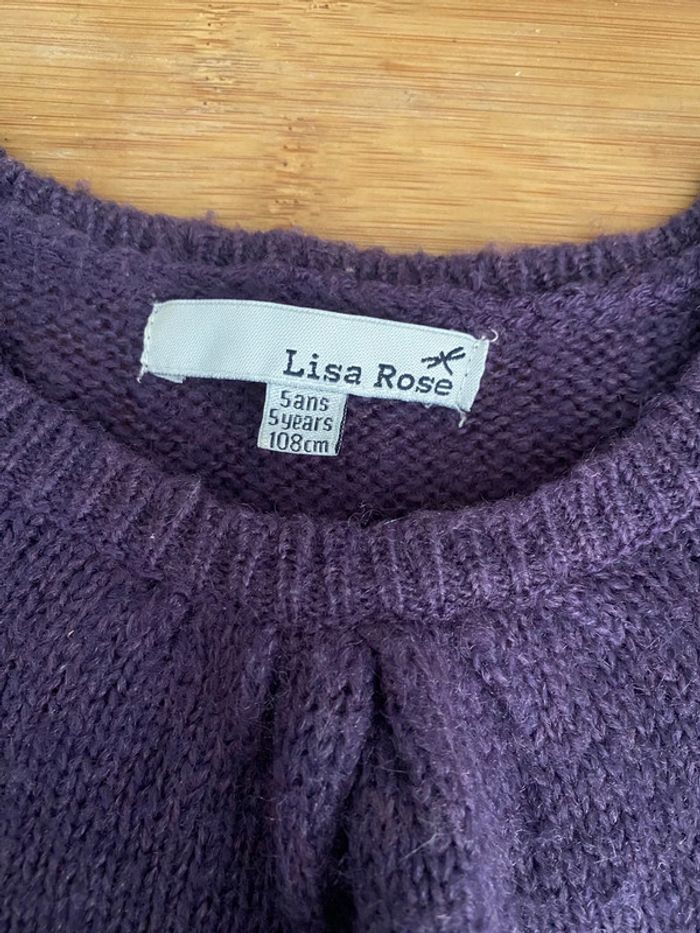 Lisa Rose
5ans
5years
108cm